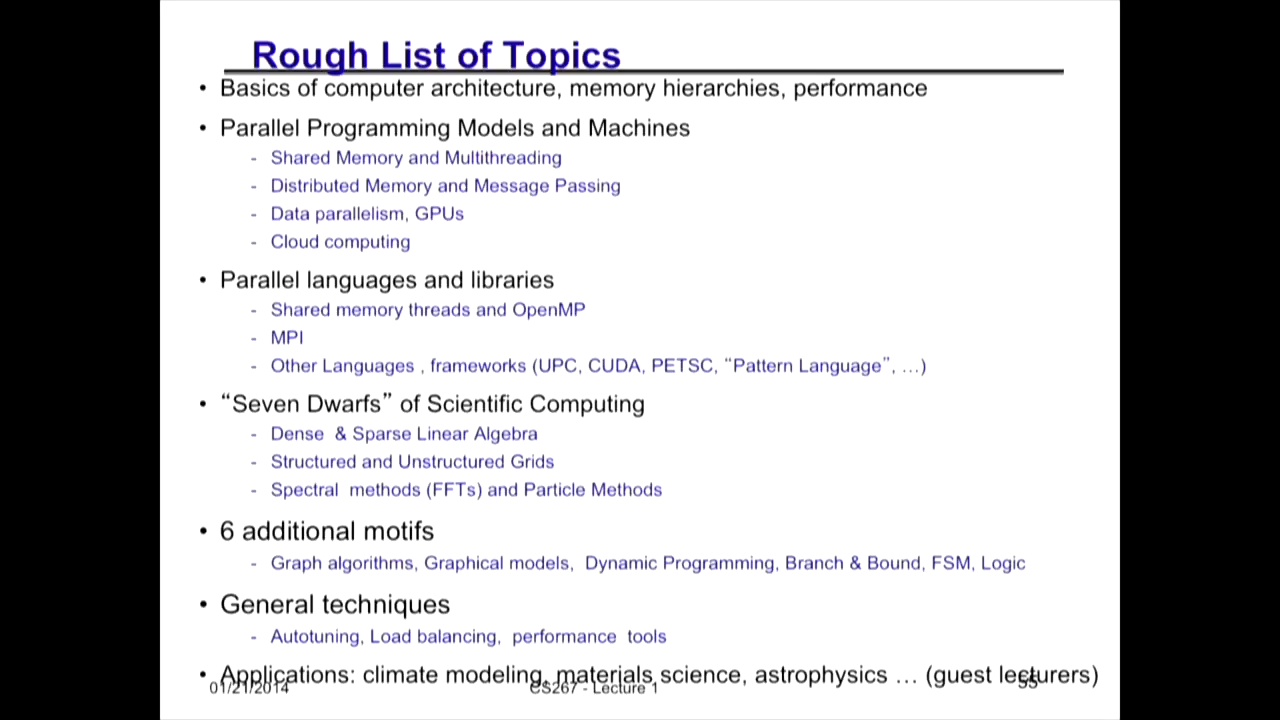 Rough List of Topics
• Basics of computer architecture, memory hierarchies, performance
• Parallel Programming Models and Machines
- Shared Memory and Multithreading
- Distributed Memory and Message Passing
- Data parallelism, GPUs
- Cloud computing
• Parallel languages and libraries
- Shared memory threads and OpenMP
- MPI
- Other Languages , frameworks (UPC, CUDA, PETSC, “Pattern Language”, …)
• “Seven Dwarfs” of Scientific Computing
- Dense & Sparse Linear Algebra
- Structured and Unstructured Grids
- Spectral methods (FFTs) and Particle Methods
• 6 additional motifs
- Graph algorithms, Graphical models, Dynamic Programming, Branch & Bound, FSM, Logic
• General techniques
- Autotuning, Load balancing, performance tools
• Applications: climate modeling, materials science, astrophysics … (guest lecturers)
01/21/2014 CS267 - Lecture 1 55